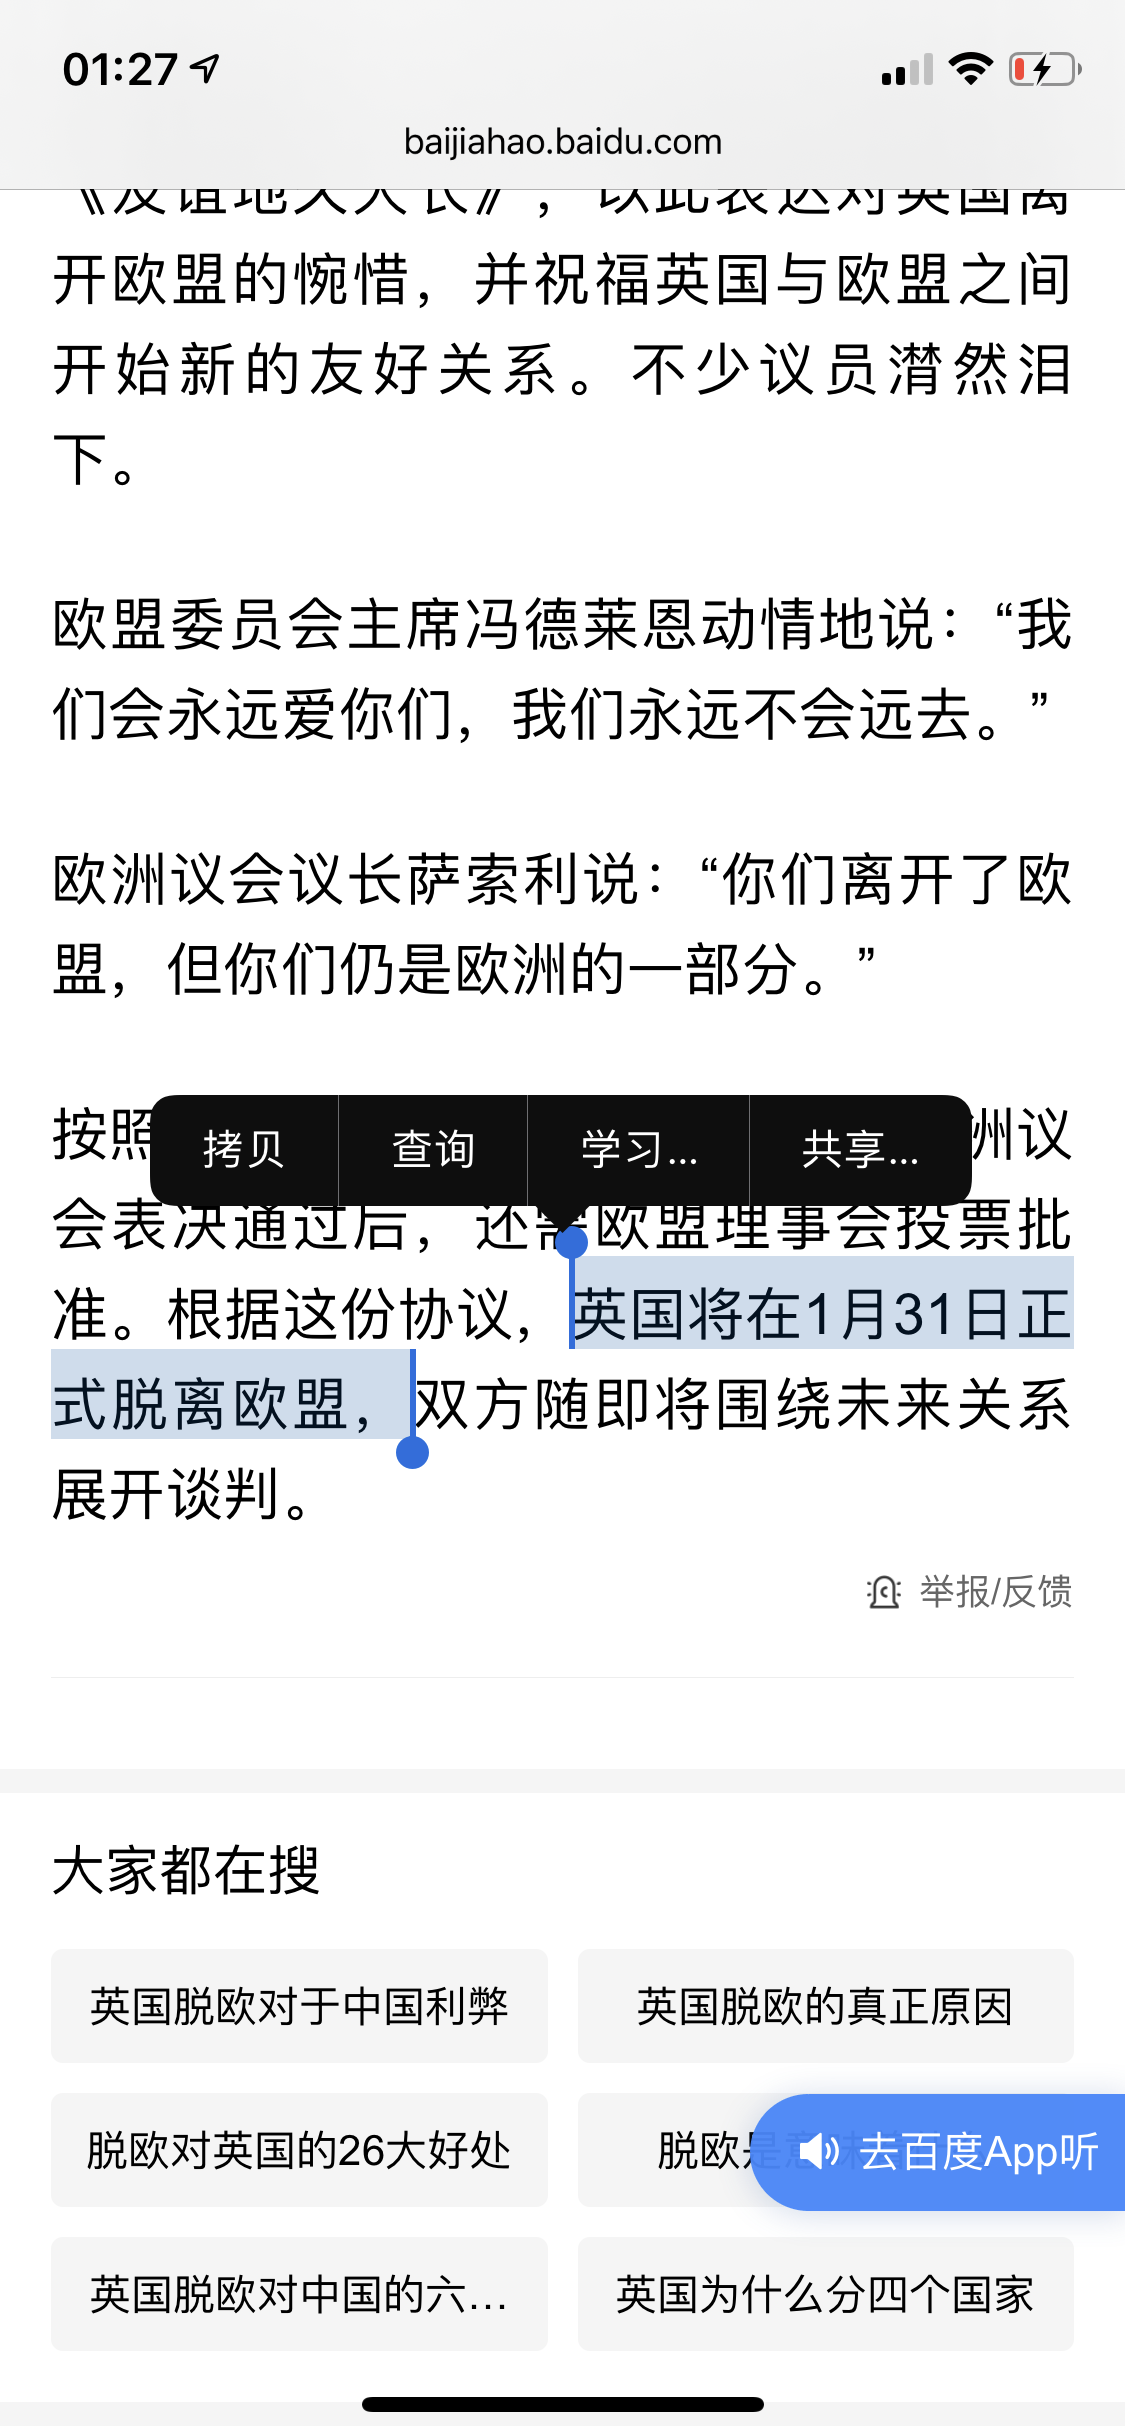 01:27
baijiahao.baidu.com
《友谊地久天长》，以此表达对英国离
开欧盟的惋惜，并祝福英国与欧盟之间
开始新的友好关系。不少议员潸然泪
下。
欧盟委员会主席冯德莱恩动情地说：“我
们会永远爱你们，我们永远不会远去。”
欧洲议会议长萨索利说：“你们离开了欧
盟，但你们仍是欧洲的一部分。”
按照
洲议
拷贝
查询
学习...
共享...
会表决通过后，还需欧盟理事会投票批
准。根据这份协议，英国将在1月31日正
式脱离欧盟，双方随即将围绕未来关系
展开谈判。
举报/反馈
大家都在搜
英国脱欧对于中国利弊
英国脱欧的真正原因
脱欧对英国的26大好处
脱欧是意味
去百度App听
英国脱欧对中国的六...
英国为什么分四个国家